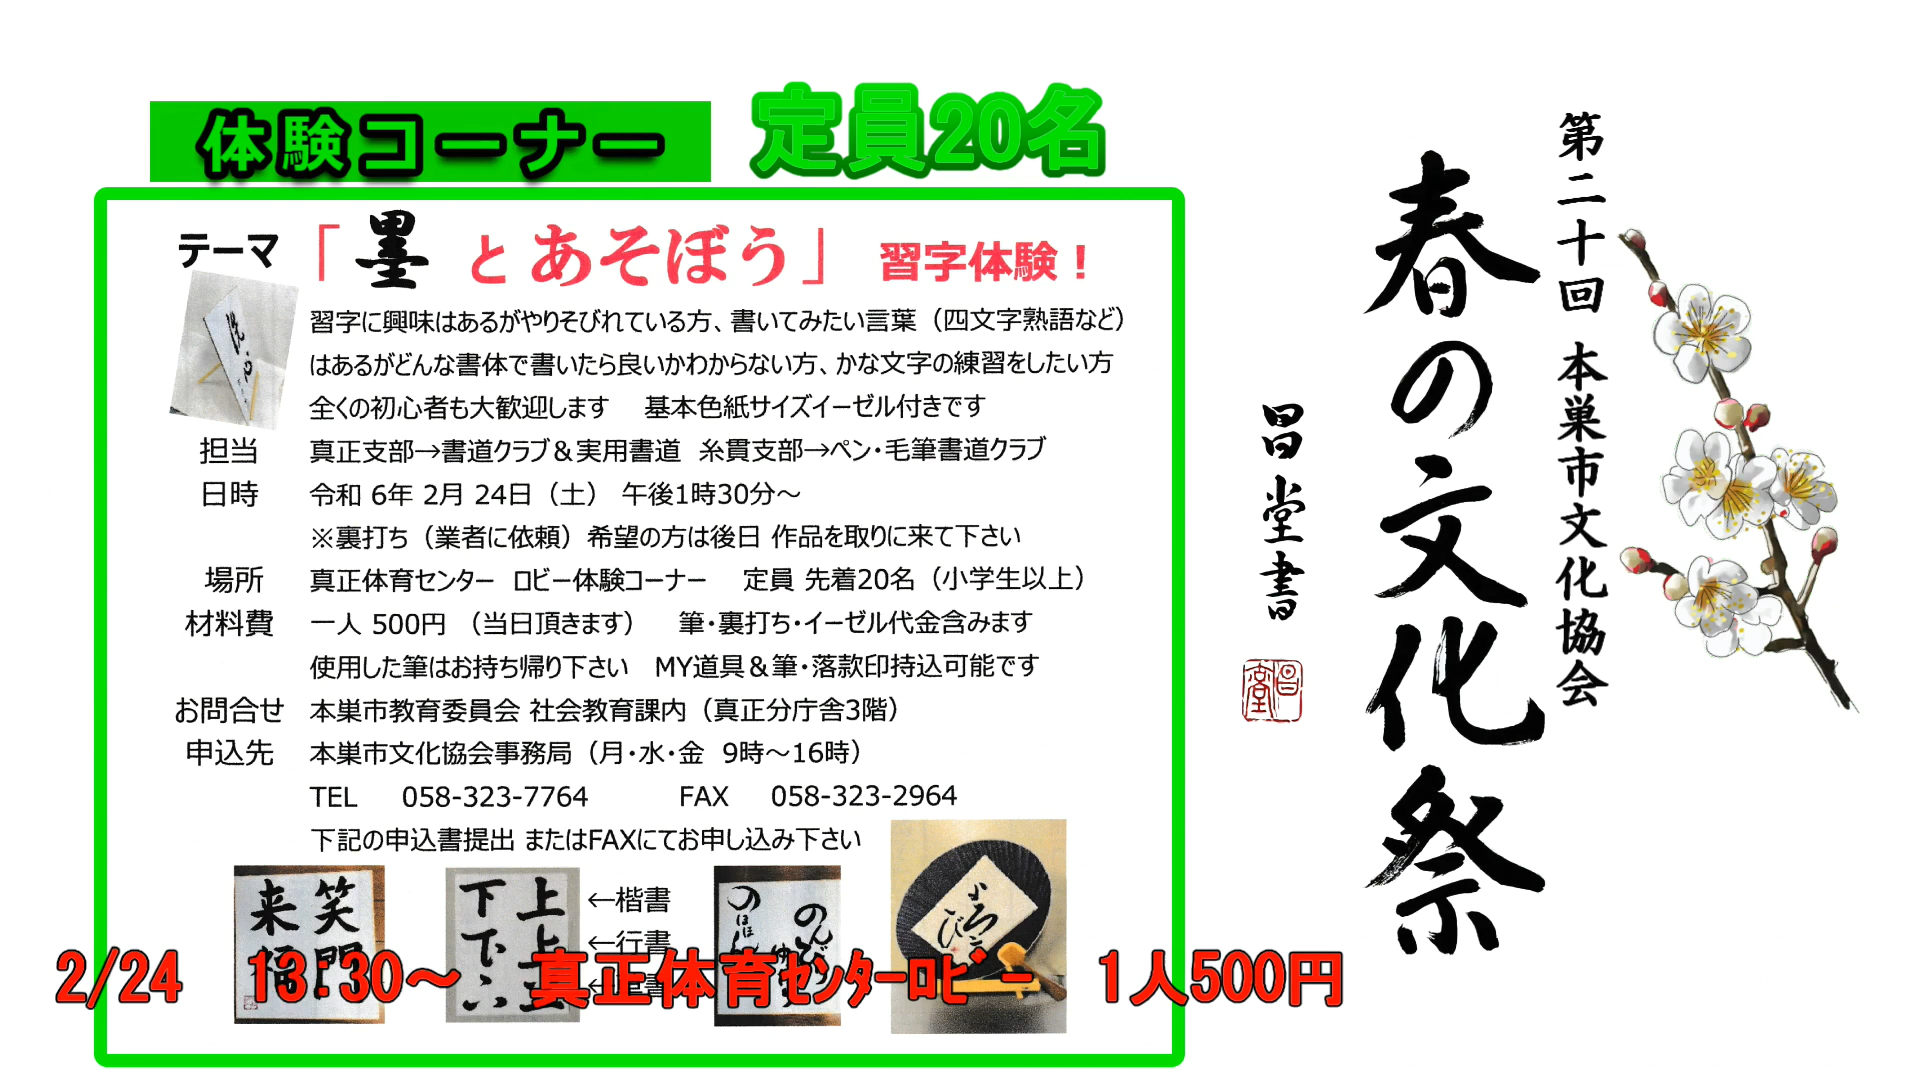 体験コーナー 定員20名
テーマ 「墨とあそぼう」 習字体験！
習字に興味はあるがやりそびれている方、書いてみたい言葉（四文字熟語など）
はあるがどんな書体で書いたら良いかわからない方、かな文字の練習をしたい方
全くの初心者も大歓迎します 基本色紙サイズイーゼル付きです
担当 真正支部→書道クラブ＆実用書道 糸貫支部→ペン・毛筆書道クラブ
日時 令和 6年 2月 24日（土） 午後1時30分～
※裏打ち（業者に依頼）希望の方は後日 作品を取りに来て下さい
場所 真正体育センター ロビー体験コーナー 定員 先着20名（小学生以上）
材料費 一人 500円 （当日頂きます） 筆・裏打ち・イーゼル代金含みます
使用した筆はお持ち帰り下さい MY道具＆筆・落款印持込可能です
お問合せ 本巣市教育委員会 社会教育課内（真正分庁舎3階）
申込先 本巣市文化協会事務局（月・水・金 9時～16時）
TEL 058-323-7764 FAX 058-323-2964
下記の申込書提出 またはFAXにてお申し込み下さい
笑門
来福
上上上
下下下
←楷書
←行書
のんびり
のほほん
よろこび
2/24 13:30～ 真正体育ｾﾝﾀｰﾛﾋﾞｰ 1人500円
第二十回 本巣市文化協会
春の文化祭
昌堂書